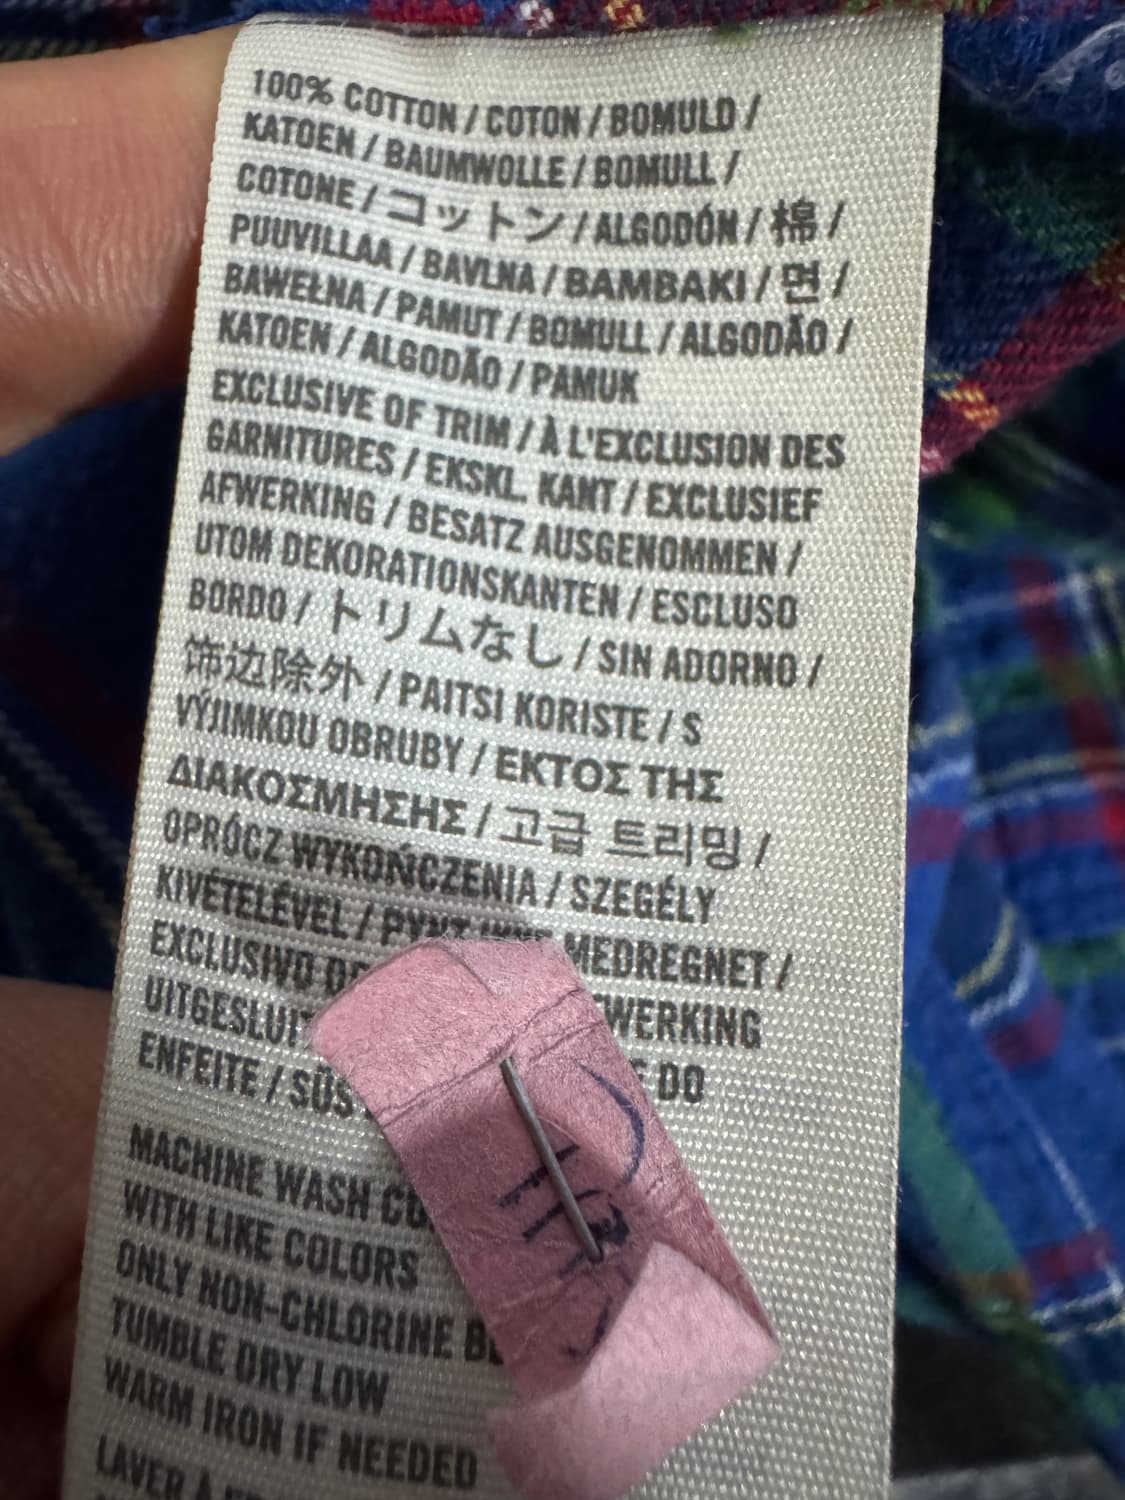 100% COTTON / COTON / BOMULD /
KATOEN / BAUMWOLLE / BOMULL /
COTONE / コットン / ALGODÓN / 棉 /
PUUVILLAA / BAVLNA / BAMBAKI / 면 /
BAWEŁNA / PAMUT / BOMULL / ALGODÃO /
KATOEN / ALGODÃO / PAMUK
EXCLUSIVE OF TRIM / À L'EXCLUSION DES
GARNITURES / EKSKL. KANT / EXCLUSIEF
AFWERKING / BESATZ AUSGENOMMEN /
UTOM DEKORATIONSKANTEN / ESCLUSO
BORDO / トリムなし / SIN ADORNO /
饰边除外 / PAITSI KORISTE / S
VÝJIMKOU OBRUBY / ΕΚΤΟΣ ΤΗΣ
ΔΙΑΚΟΣΜΗΣΗΣ / 고급 트리밍 /
OPRÓCZ WYKOŃCZENIA / SZEGÉLY
KIVÉTELÉVEL / PYNT IKKE MEDREGNET /
EXCLUSIVO
WERKING
ENFEITE / DO
MACHINE WASH
WITH LIKE COLORS
ONLY NON-CHLORINE
TUMBLE DRY LOW
WARM IRON IF NEEDED
LAVER À